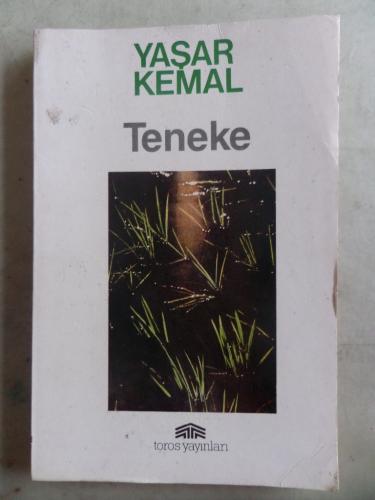 YAŞAR
KEMAL
Teneke
toros yayınları